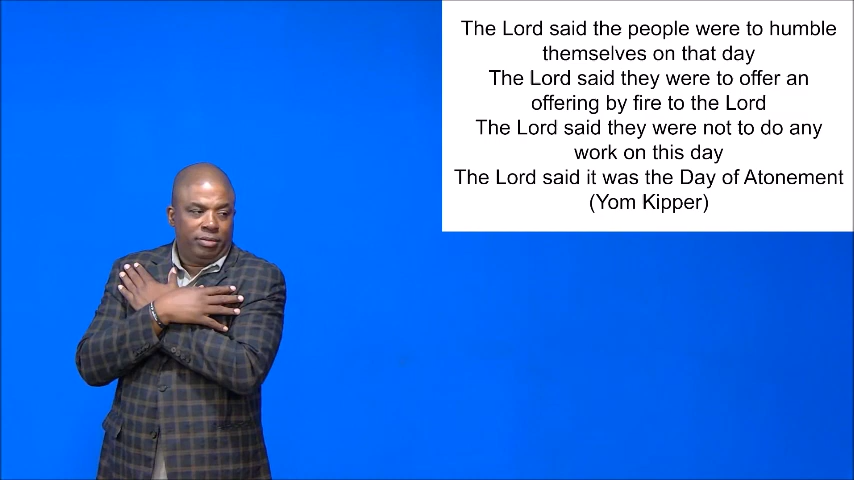 The Lord said the people were to humble
themselves on that day
The Lord said they were to offer an
offering by fire to the Lord
The Lord said they were not to do any
work on this day
The Lord said it was the Day of Atonement
(Yom Kipper)